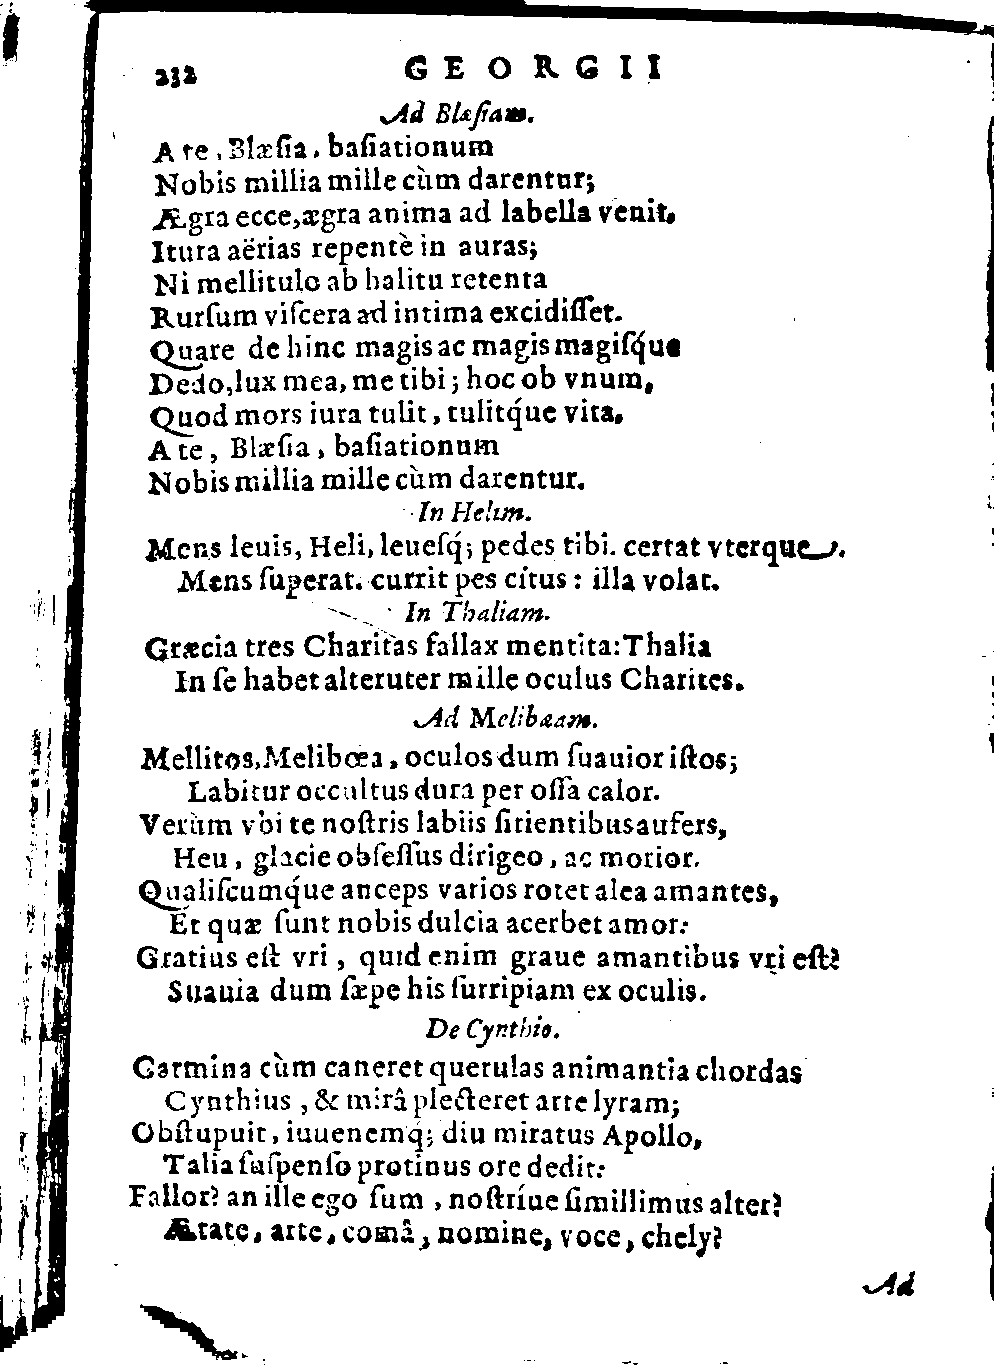 232 GEORGII
Ad Blæſiam.
A te, Blæſia, baſiationum
Nobis millia mille cùm darentur;
Ægra ecce, ægra anima ad labella venit,
Itura aërias repentè in auras;
Ni mellitulo ab halitu retenta
Rurſum viſcera ad intima excidiſſet.
Quare de hinc magis ac magis magiſq́ue
Dedo, lux mea, me tibi; hoc ob vnum,
Quod mors iura tulit, tulitq́ue vita,
A te, Blæſia, baſiationum
Nobis millia mille cùm darentur.
In Helim.
Mens leuis, Heli, leueſq́; pedes tibi. certat vterque.
Mens ſuperat. currit pes citus: illa volat.
In Thaliam.
Græcia tres Charitas fallax mentita: Thalia
In ſe habet alteruter mille oculus Charites.
Ad Melibæam.
Mellitos, Melibœa, oculos dum ſuauior iſtos;
Labitur occultus dura per oſſa calor.
Verùm vbi te noſtris labiis ſitientibus aufers,
Heu, glacie obſeſſus dirigeo, ac morior.
Qualiſcumq́ue anceps varios rotet alea amantes,
Et quæ ſunt nobis dulcia acerbet amor:
Gratius eſt vri, quid enim graue amantibus vri eſt?
Suauia dum ſæpe his ſurripiam ex oculis.
De Cynthio.
Carmina cùm caneret querulas animantia chordas
Cynthius, & mirâ plecteret arte lyram;
Obſtupuit, iuuenemq́; diu miratus Apollo,
Talia ſuſpenſo protinus ore dedit:
Fallor? an ille ego ſum, noſtríue ſimillimus alter?
Ætate, arte, comâ, nomine, voce, chely?
Ad